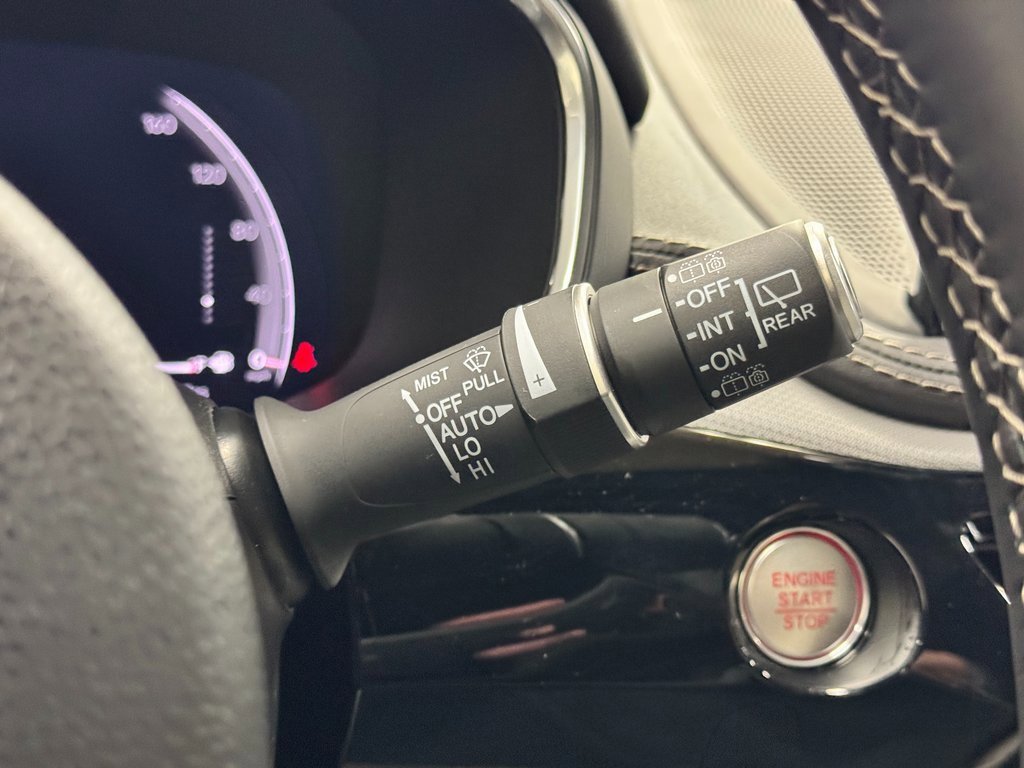 160
120
80
40
0
MIST
PULL
OFF
AUTO
LO
HI
+
OFF
INT
ON
REAR
ENGINE
START
STOP